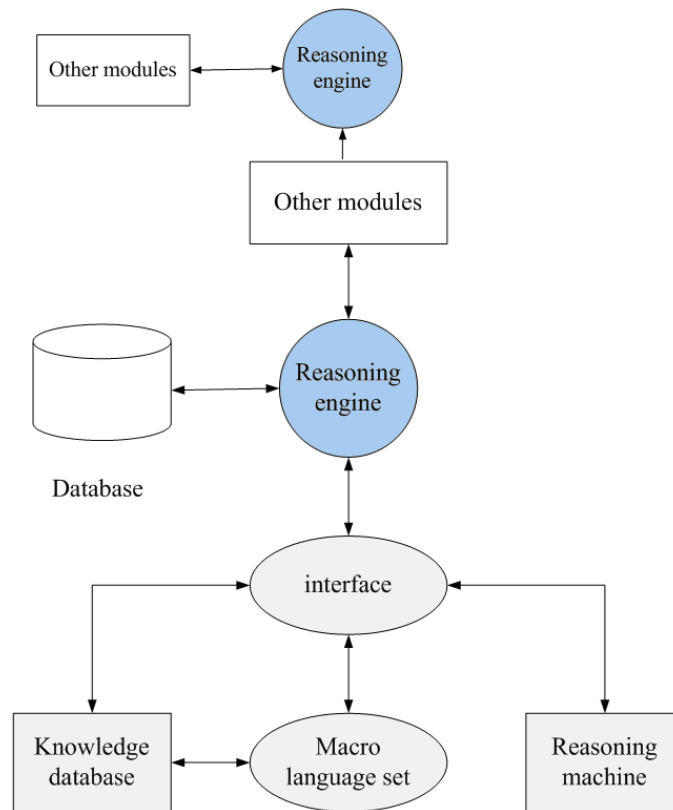 Other modules
Reasoning
engine
Other modules
Reasoning
engine
Database
interface
Knowledge
database
Macro
language set
Reasoning
machine